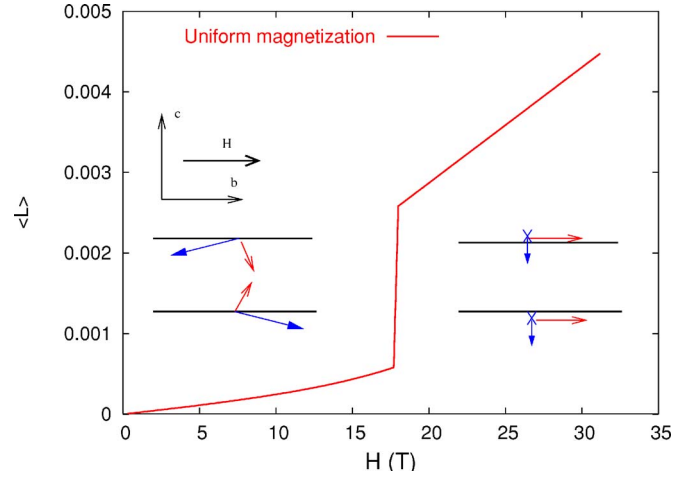 0.005
Uniform magnetization
0.004
c
H
0.003
b
<L>
0.002
X
0.001
X
0
0 5 10 15 20 25 30 35
H (T)